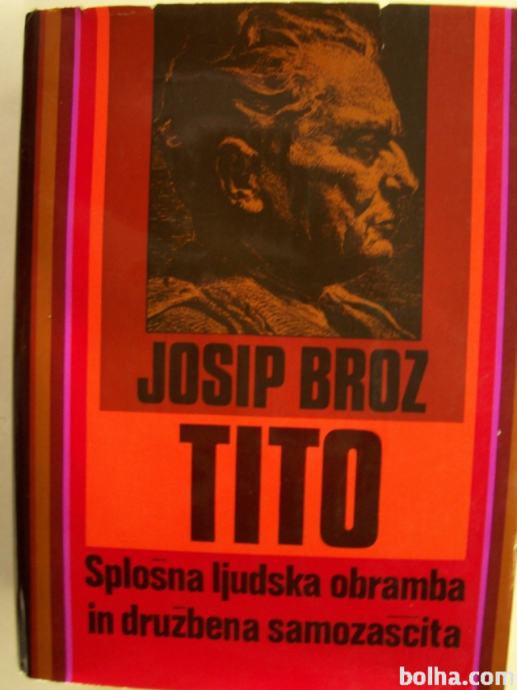 JOSIP BROZ
TITO
Splošna ljudska obramba
in družbena samozaščita
bolha.com